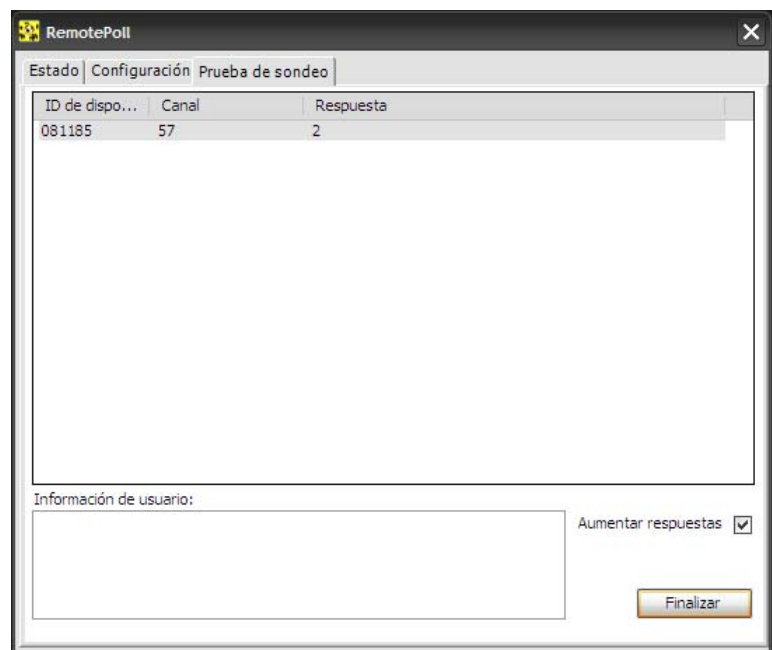 RemotePoll
Estado Configuración Prueba de sondeo
ID de dispo... Canal Respuesta
081185 57 2
Información de usuario:
Aumentar respuestas
Finalizar